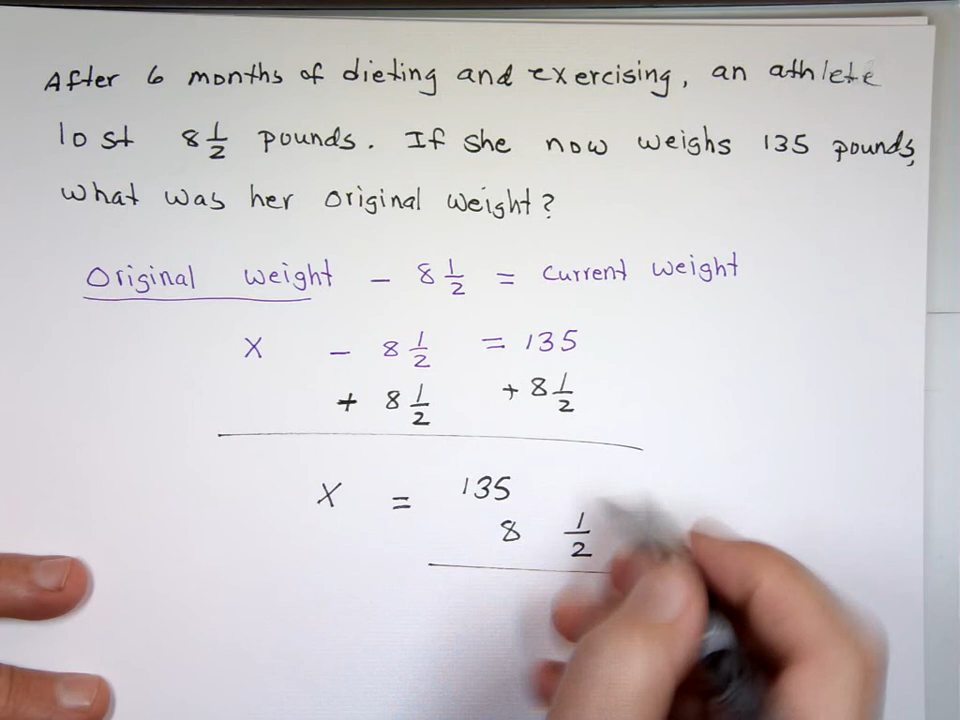 After 6 months of dieting and exercising, an athlete
lost 8 1/2 pounds. If she now weighs 135 pounds,
what was her original weight?
Original weight - 8 1/2 = current weight
X - 8 1/2 = 135
+ 8 1/2 + 8 1/2
X = 135
8 1/2